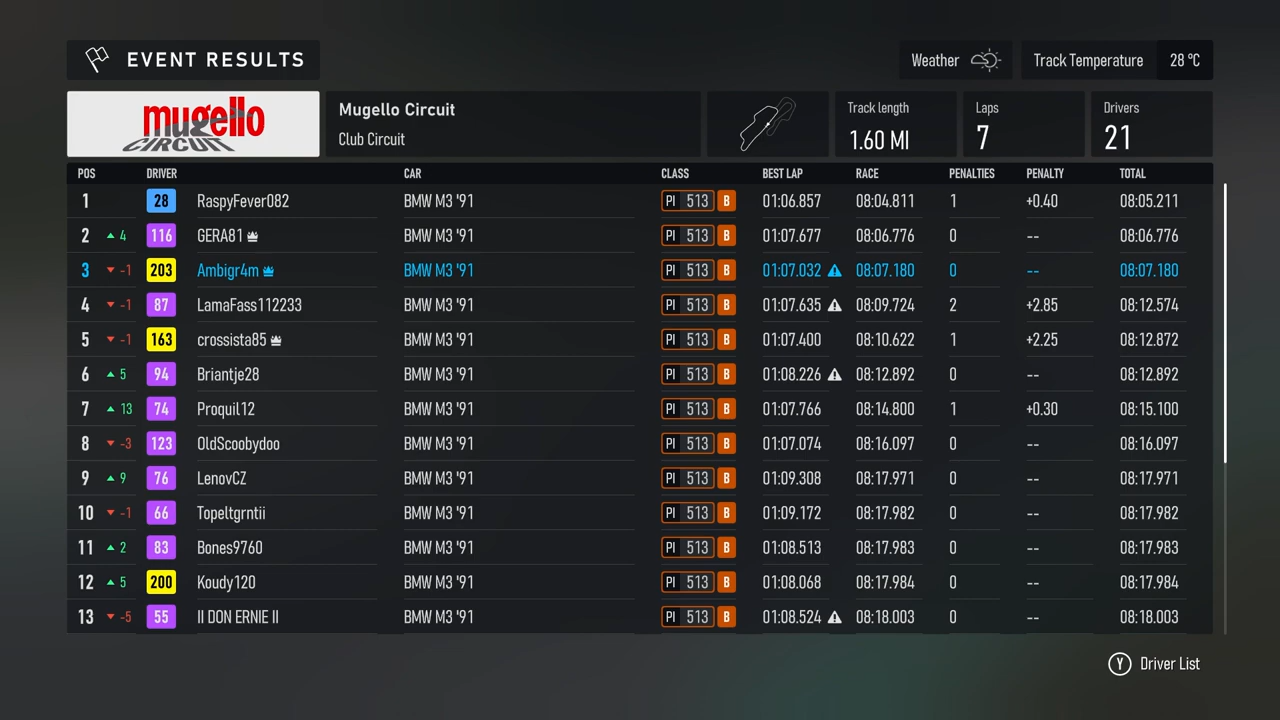 EVENT RESULTS
Weather Track Temperature 28 ºC
mugello CIRCUIT
Mugello Circuit
Club Circuit
Track length
1.60 MI
Laps
7
Drivers
21
POS DRIVER CAR CLASS BEST LAP RACE PENALTIES PENALTY TOTAL
1 28 RaspyFever082 BMW M3 '91 PI 513 B 01:06.857 08:04.811 1 +0.40 08:05.211
2 4 116 GERA81 BMW M3 '91 PI 513 B 01:07.677 08:06.776 0 -- 08:06.776
3 -1 203 Ambigr4m BMW M3 '91 PI 513 B 01:07.032 08:07.180 0 -- 08:07.180
4 -1 87 LamaFass112233 BMW M3 '91 PI 513 B 01:07.635 08:09.724 2 +2.85 08:12.574
5 -1 163 crossista85 BMW M3 '91 PI 513 B 01:07.400 08:10.622 1 +2.25 08:12.872
6 5 94 Briantje28 BMW M3 '91 PI 513 B 01:08.226 08:12.892 0 -- 08:12.892
7 13 74 Proquil12 BMW M3 '91 PI 513 B 01:07.766 08:14.800 1 +0.30 08:15.100
8 -3 123 OldScoobydoo BMW M3 '91 PI 513 B 01:07.074 08:16.097 0 -- 08:16.097
9 9 76 LenovCZ BMW M3 '91 PI 513 B 01:09.308 08:17.971 0 -- 08:17.971
10 -1 66 Topeltgrntii BMW M3 '91 PI 513 B 01:09.172 08:17.982 0 -- 08:17.982
11 2 83 Bones9760 BMW M3 '91 PI 513 B 01:08.513 08:17.983 0 -- 08:17.983
12 5 200 Koudy120 BMW M3 '91 PI 513 B 01:08.068 08:17.984 0 -- 08:17.984
13 -5 55 II DON ERNIE II BMW M3 '91 PI 513 B 01:08.524 08:18.003 0 -- 08:18.003
Y Driver List